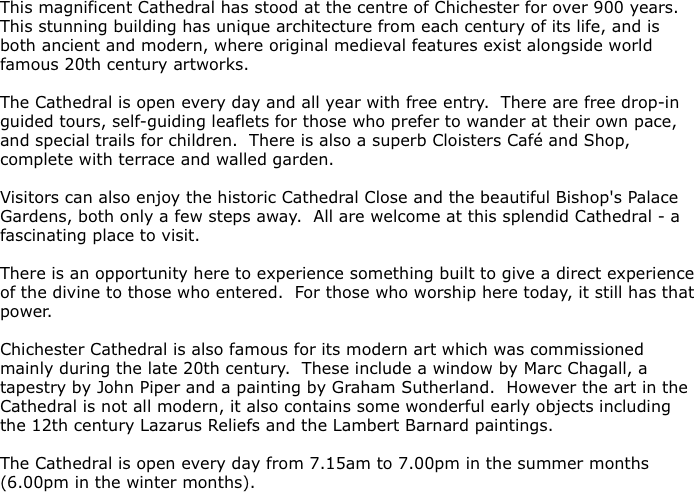 This magnificent Cathedral has stood at the centre of Chichester for over 900 years.
This stunning building has unique architecture from each century of its life, and is
both ancient and modern, where original medieval features exist alongside world
famous 20th century artworks.

The Cathedral is open every day and all year with free entry.  There are free drop-in
guided tours, self-guiding leaflets for those who prefer to wander at their own pace,
and special trails for children.  There is also a superb Cloisters Café and Shop,
complete with terrace and walled garden.

Visitors can also enjoy the historic Cathedral Close and the beautiful Bishop's Palace
Gardens, both only a few steps away.  All are welcome at this splendid Cathedral - a
fascinating place to visit.

There is an opportunity here to experience something built to give a direct experience
of the divine to those who entered.  For those who worship here today, it still has that
power.

Chichester Cathedral is also famous for its modern art which was commissioned
mainly during the late 20th century.  These include a window by Marc Chagall, a
tapestry by John Piper and a painting by Graham Sutherland.  However the art in the
Cathedral is not all modern, it also contains some wonderful early objects including
the 12th century Lazarus Reliefs and the Lambert Barnard paintings.

The Cathedral is open every day from 7.15am to 7.00pm in the summer months
(6.00pm in the winter months).